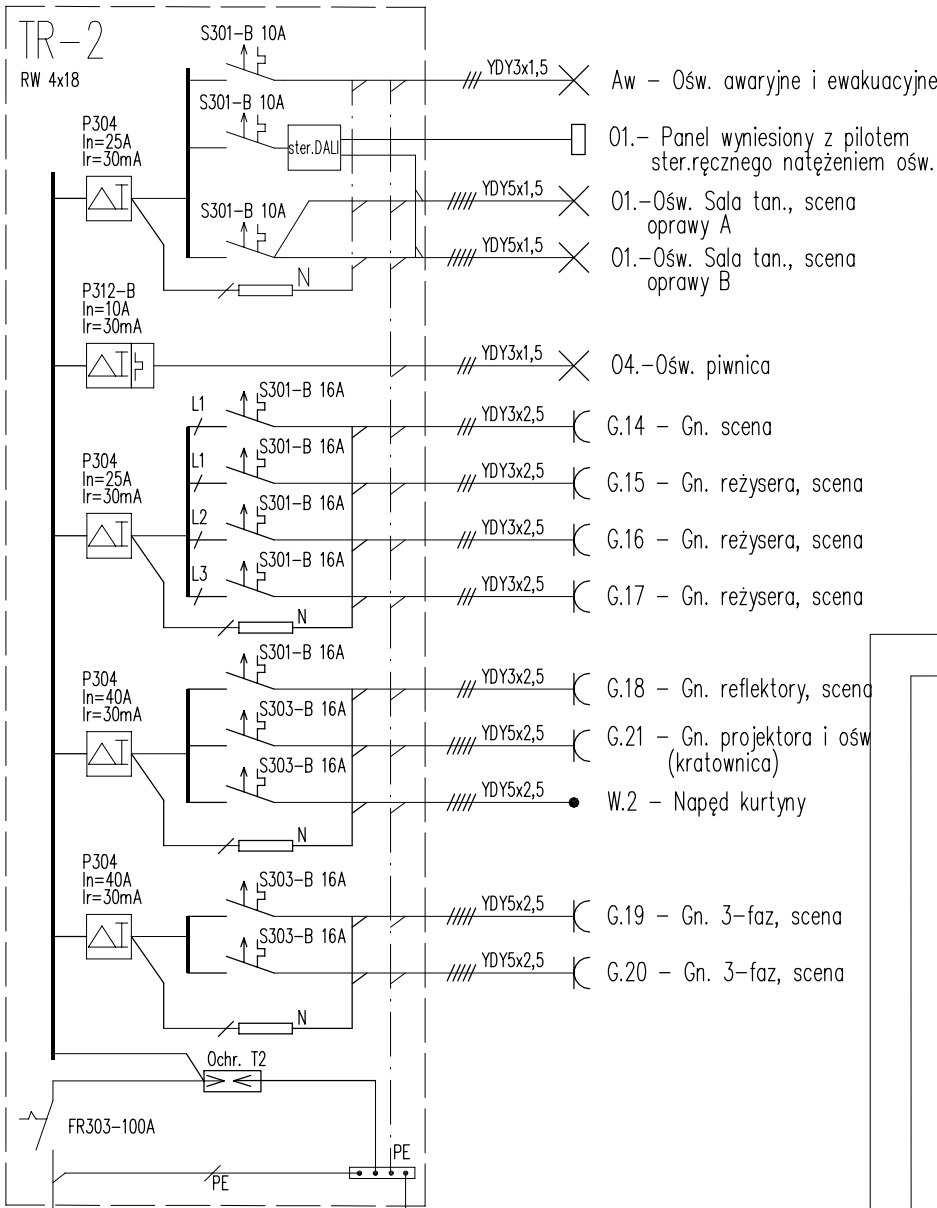 TR-2
RW 4x18
P304
In=25A
Ir=30mA
S301-B 10A
YDY3x1,5
Aw - Ośw. awaryjne i ewakuacyjne
S301-B 10A
ster.DALI
O1.- Panel wyniesiony z pilotem
ster.ręcznego natężeniem ośw.
S301-B 10A
YDY5x1,5
O1.-Ośw. Sala tan., scena
oprawy A
YDY5x1,5
O1.-Ośw. Sala tan., scena
oprawy B
N
P312-B
In=10A
Ir=30mA
YDY3x1,5
O4.-Ośw. piwnica
P304
In=25A
Ir=30mA
L1
S301-B 16A
YDY3x2,5
G.14 - Gn. scena
L1
S301-B 16A
YDY3x2,5
G.15 - Gn. reżysera, scena
L2
S301-B 16A
YDY3x2,5
G.16 - Gn. reżysera, scena
L3
S301-B 16A
YDY3x2,5
G.17 - Gn. reżysera, scena
N
P304
In=40A
Ir=30mA
S301-B 16A
YDY3x2,5
G.18 - Gn. reflektory, scena
S303-B 16A
YDY5x2,5
G.21 - Gn. projektora i ośw
(kratownica)
S303-B 16A
YDY5x2,5
W.2 - Napęd kurtyny
N
P304
In=40A
Ir=30mA
S303-B 16A
YDY5x2,5
G.19 - Gn. 3-faz, scena
S303-B 16A
YDY5x2,5
G.20 - Gn. 3-faz, scena
N
Ochr. T2
FR303-100A
PE
PE